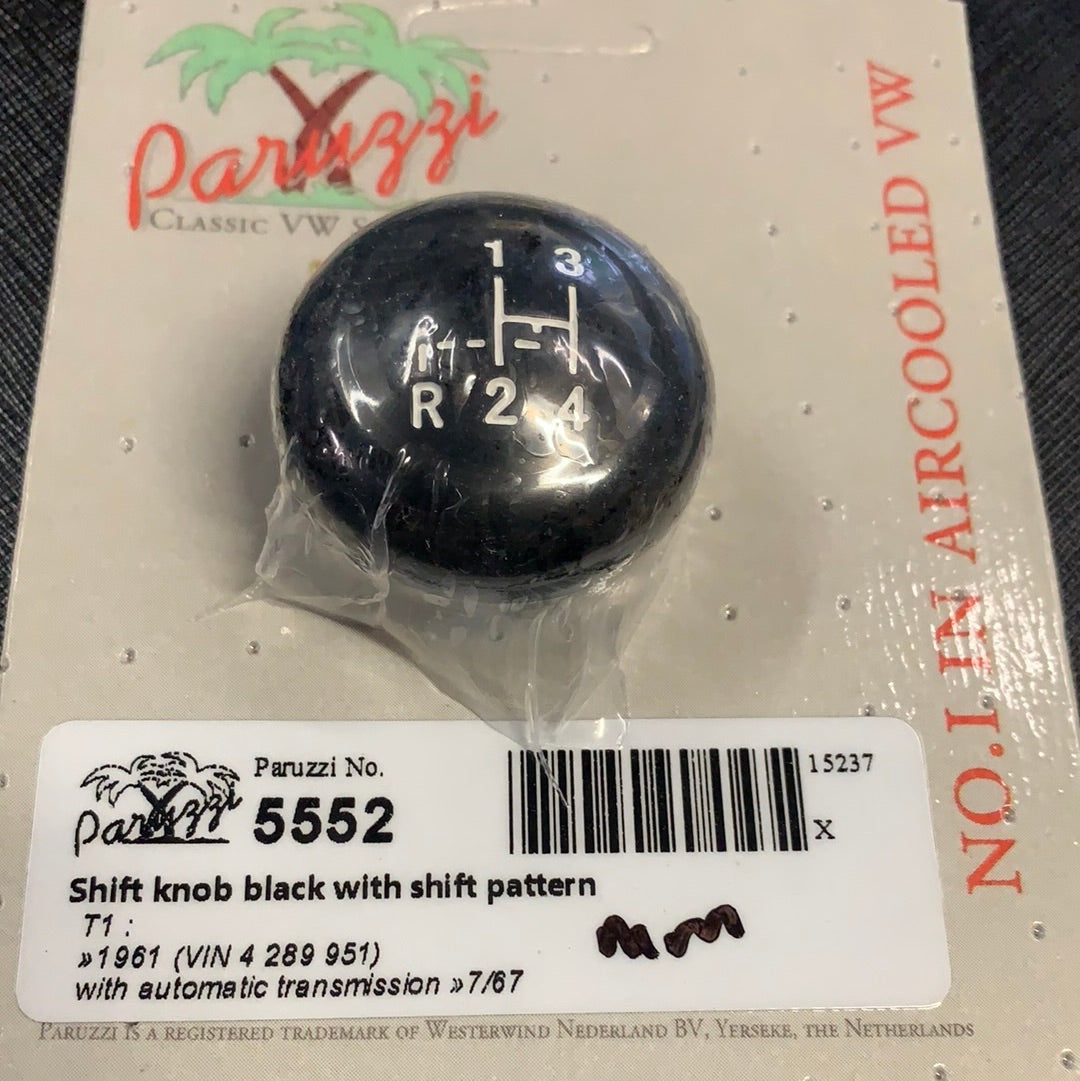 Paruzzi
CLASSIC VW
1 3
R 2 4
NO.1 IN AIRCOOLED VW
Paruzzi
Paruzzi No.
5552
15237
X
Shift knob black with shift pattern
T1 :
»1961 (VIN 4 289 951)
with automatic transmission »7/67
PARUZZI IS A REGISTERED TRADEMARK OF WESTERWIND NEDERLAND BV, YERSEKE, THE NETHERLANDS